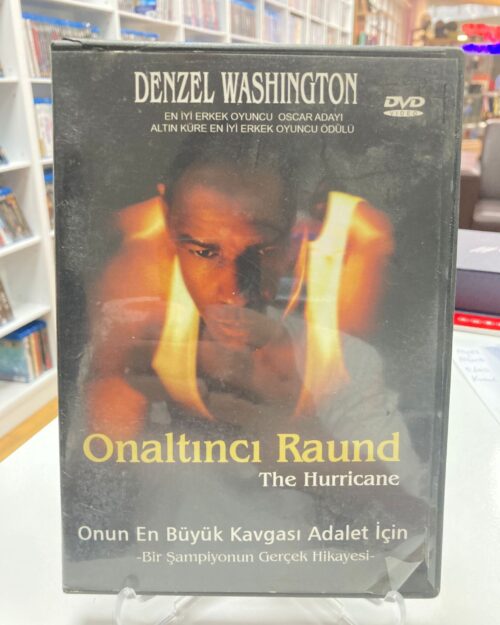 DENZEL WASHINGTON
EN İYİ ERKEK OYUNCU OSCAR ADAYI
ALTIN KÜRE EN İYİ ERKEK OYUNCU ÖDÜLÜ
DVD
VIDEO
Onaltıncı Raund
The Hurricane
Onun En Büyük Kavgası Adalet İçin
-Bir Şampiyonun Gerçek Hikayesi-